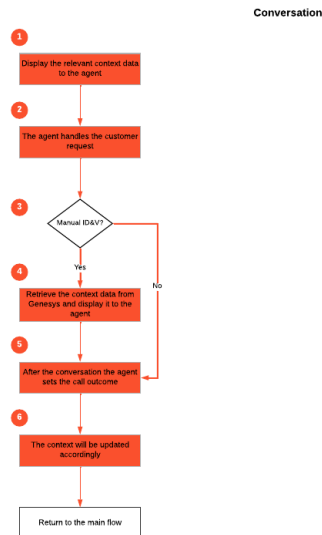 Conversation
1
Display the relevant context data
to the agent
2
The agent handles the customer
request
3
Manual ID&V?
Yes
No
4
Retrieve the context data from
Genesys and display it to the
agent
5
After the conversation the agent
sets the call outcome
6
The context will be updated
accordingly
Return to the main flow